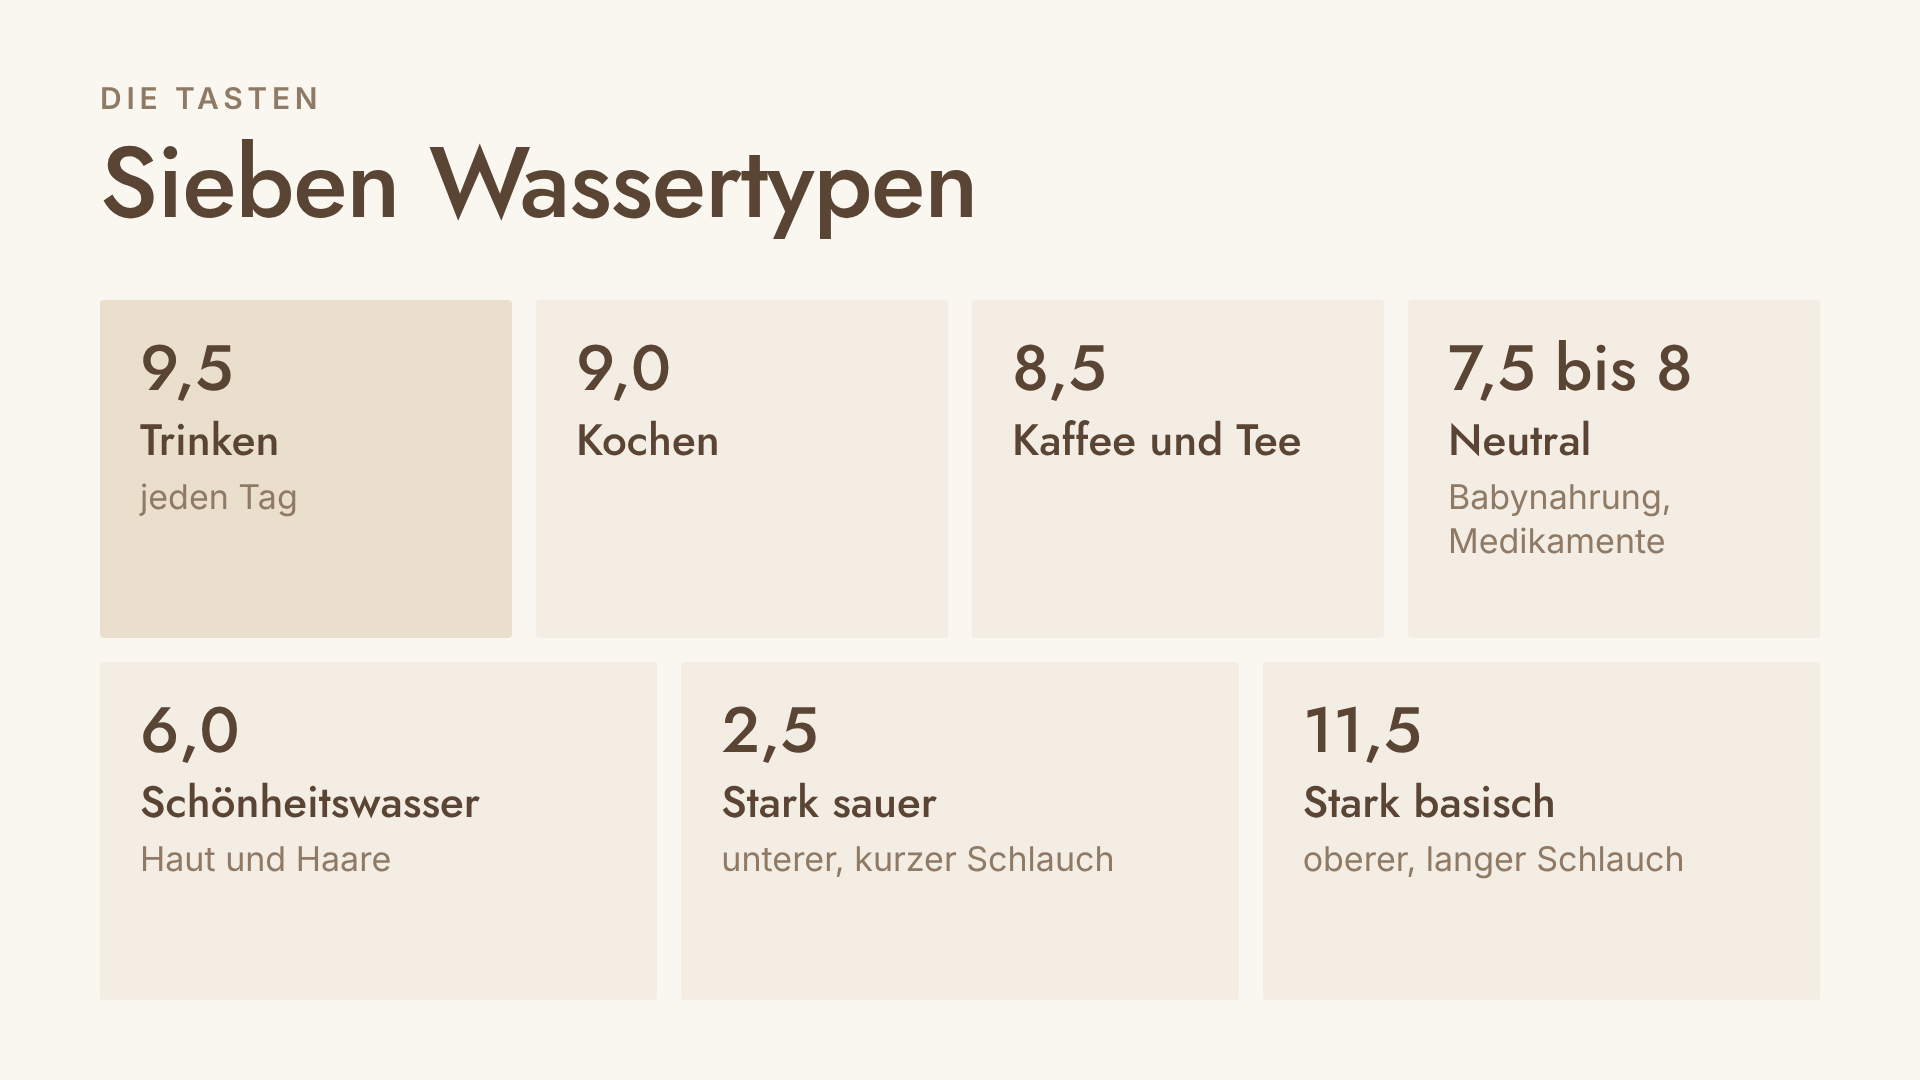 DIE TASTEN
Sieben Wassertypen
9,5
Trinken
jeden Tag
9,0
Kochen
8,5
Kaffee und Tee
7,5 bis 8
Neutral
Babynahrung,
Medikamente
6,0
Schönheitswasser
Haut und Haare
2,5
Stark sauer
unterer, kurzer Schlauch
11,5
Stark basisch
oberer, langer Schlauch